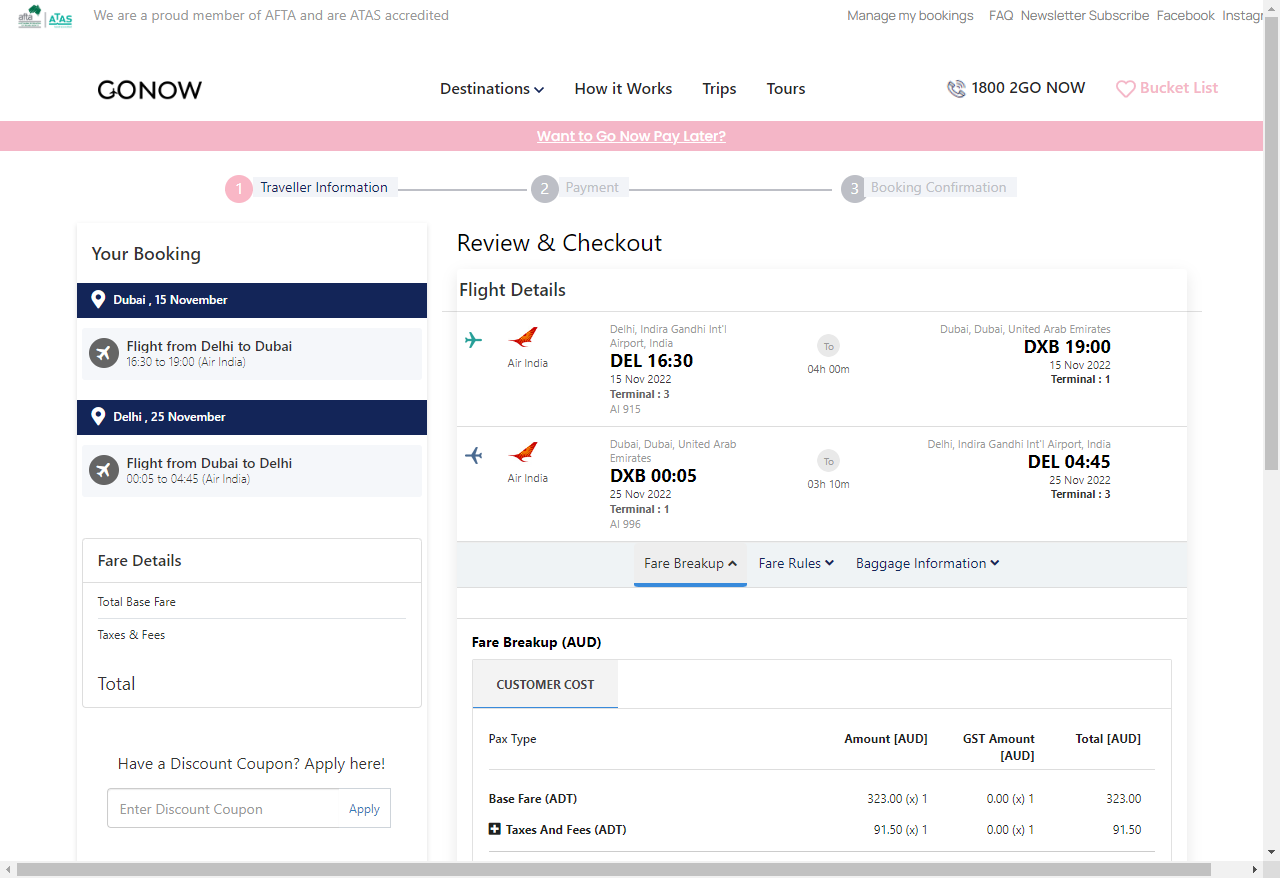 afta
ATAS
We are a proud member of AFTA and are ATAS accredited
Manage my bookings FAQ Newsletter Subscribe Facebook Instagr
GONOW
Destinations How it Works Trips Tours
1800 2GO NOW Bucket List
Want to Go Now Pay Later?
1 Traveller Information 2 Payment 3 Booking Confirmation
Your Booking
Dubai , 15 November
Flight from Delhi to Dubai
16:30 to 19:00 (Air India)
Delhi , 25 November
Flight from Dubai to Delhi
00:05 to 04:45 (Air India)
Fare Details
Total Base Fare
Taxes & Fees
Total
Have a Discount Coupon? Apply here!
Enter Discount Coupon Apply
Review & Checkout
Flight Details
Air India
Delhi, Indira Gandhi Int'l
Airport, India
DEL 16:30
15 Nov 2022
Terminal : 3
AI 915
To
04h 00m
Dubai, Dubai, United Arab Emirates
DXB 19:00
15 Nov 2022
Terminal : 1
Air India
Dubai, Dubai, United Arab
Emirates
DXB 00:05
25 Nov 2022
Terminal : 1
AI 996
To
03h 10m
Delhi, Indira Gandhi Int'l Airport, India
DEL 04:45
25 Nov 2022
Terminal : 3
Fare Breakup Fare Rules Baggage Information
Fare Breakup (AUD)
CUSTOMER COST
Pax Type Amount [AUD] GST Amount [AUD] Total [AUD]
Base Fare (ADT) 323.00 (x) 1 0.00 (x) 1 323.00
Taxes And Fees (ADT) 91.50 (x) 1 0.00 (x) 1 91.50